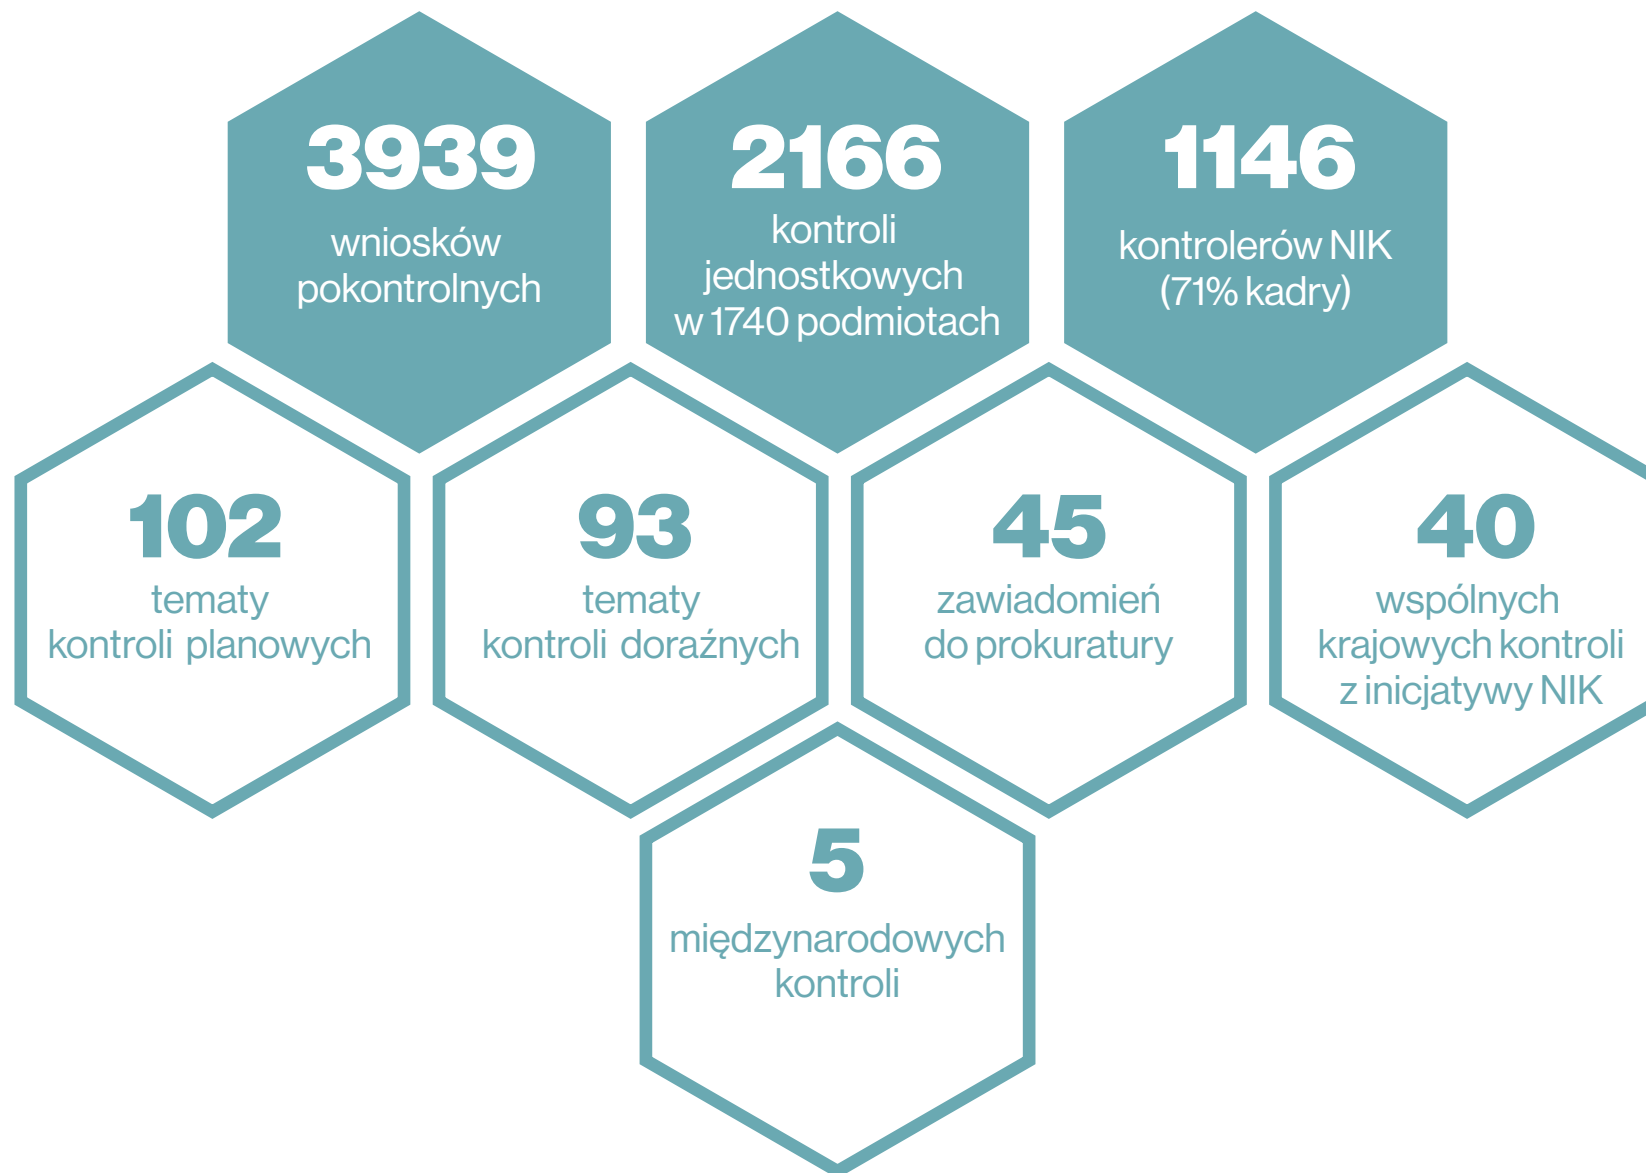 3939
wniosków
pokontrolnych
2166
kontroli
jednostkowych
w 1740 podmiotach
1146
kontrolerów NIK
(71% kadry)
102
tematy
kontroli planowych
93
tematy
kontroli doraźnych
45
zawiadomień
do prokuratury
40
wspólnych
krajowych kontroli
z inicjatywy NIK
5
międzynarodowych
kontroli